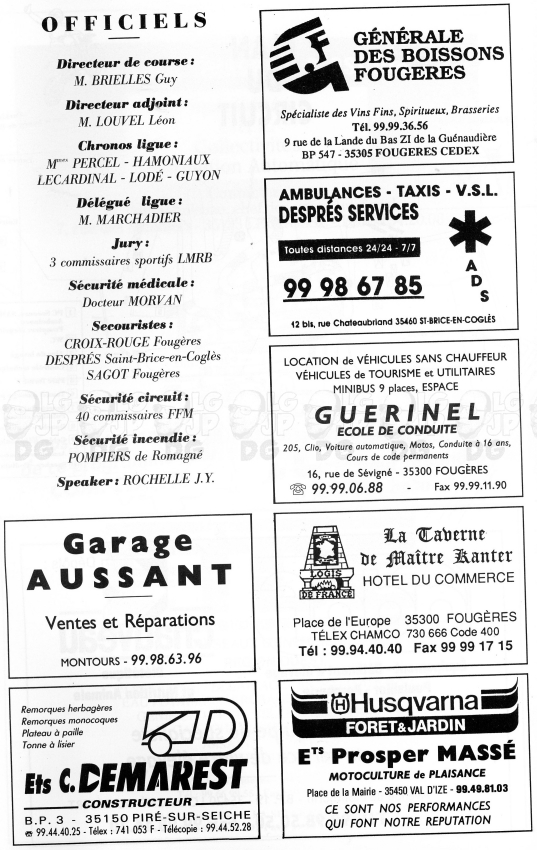 OFFICIELS
Directeur de course :
M. BRIELLES Guy
Directeur adjoint :
M. LOUVEL Léon
Chronos ligue :
Mmes PERCEL - HAMONIAUX
LECARDINAL - LODÉ - GUYON
Délégué ligue :
M. MARCHADIER
Jury :
3 commissaires sportifs LMRB
Sécurité médicale :
Docteur MORVAN
Secouristes :
CROIX-ROUGE Fougères
DESPRÉS Saint-Brice-en-Coglès
SAGOT Fougères
Sécurité circuit :
40 commissaires FFM
Sécurité incendie :
POMPIERS de Romagné
Speaker : ROCHELLE J.Y.
GÉNÉRALE
DES BOISSONS
FOUGERES
Spécialiste des Vins Fins, Spiritueux, Brasseries
Tél. 99.99.36.56
9 rue de la Lande du Bas ZI de la Guénaudière
BP 547 - 35305 FOUGERES CEDEX
AMBULANCES - TAXIS - V.S.L.
DESPRÉS SERVICES
Toutes distances 24/24 - 7/7
99 98 67 85
A
D
S
12 bis, rue Chateaubriand 35460 ST-BRICE-EN-COGLÈS
LOCATION de VÉHICULES SANS CHAUFFEUR
VÉHICULES de TOURISME et UTILITAIRES
MINIBUS 9 places, ESPACE
GUERINEL
ECOLE DE CONDUITE
205, Clio, Voiture automatique, Motos, Conduite à 16 ans,
Cours de code permanents
16, rue de Sévigné - 35300 FOUGÈRES
☏ 99.99.06.88 - Fax 99.99.11.90
Garage
AUSSANT
Ventes et Réparations
MONTOURS - 99.98.63.96
La Taverne
de Maître Kanter
HOTEL DU COMMERCE
LOGIS
DE FRANCE
Place de l'Europe 35300 FOUGÈRES
TÉLEX CHAMCO 730 666 Code 400
Tél : 99.94.40.40 Fax 99 99 17 15
Remorques herbagères
Remorques monocoques
Plateau à paille
Tonne à lisier
Ets C. DEMAREST
CONSTRUCTEUR
B.P. 3 - 35150 PIRÉ-SUR-SEICHE
☎ 99.44.40.25 - Télex : 741 053 F - Télécopie : 99.44.52.28
Husqvarna
FORET & JARDIN
ETS Prosper MASSÉ
MOTOCULTURE de PLAISANCE
Place de la Mairie - 35450 VAL D'IZE - 99.49.81.03
CE SONT NOS PERFORMANCES
QUI FONT NOTRE REPUTATION
LG
JP
DG